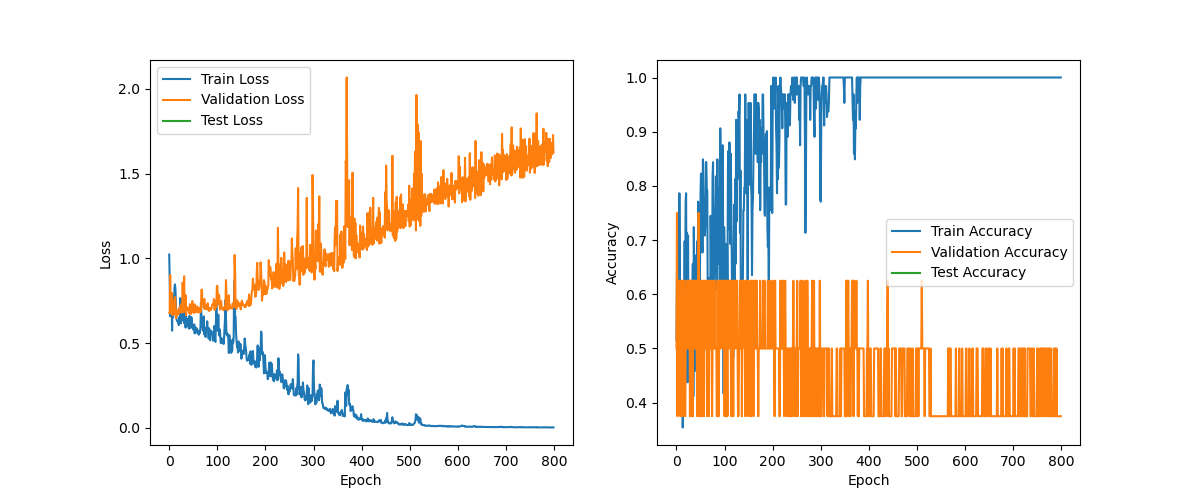 Train Loss
Validation Loss
Test Loss
2.0
1.5
1.0
0.5
0.0
Loss
0 100 200 300 400 500 600 700 800
Epoch
1.0
0.9
0.8
0.7
0.6
0.5
0.4
Accuracy
Train Accuracy
Validation Accuracy
Test Accuracy
0 100 200 300 400 500 600 700 800
Epoch